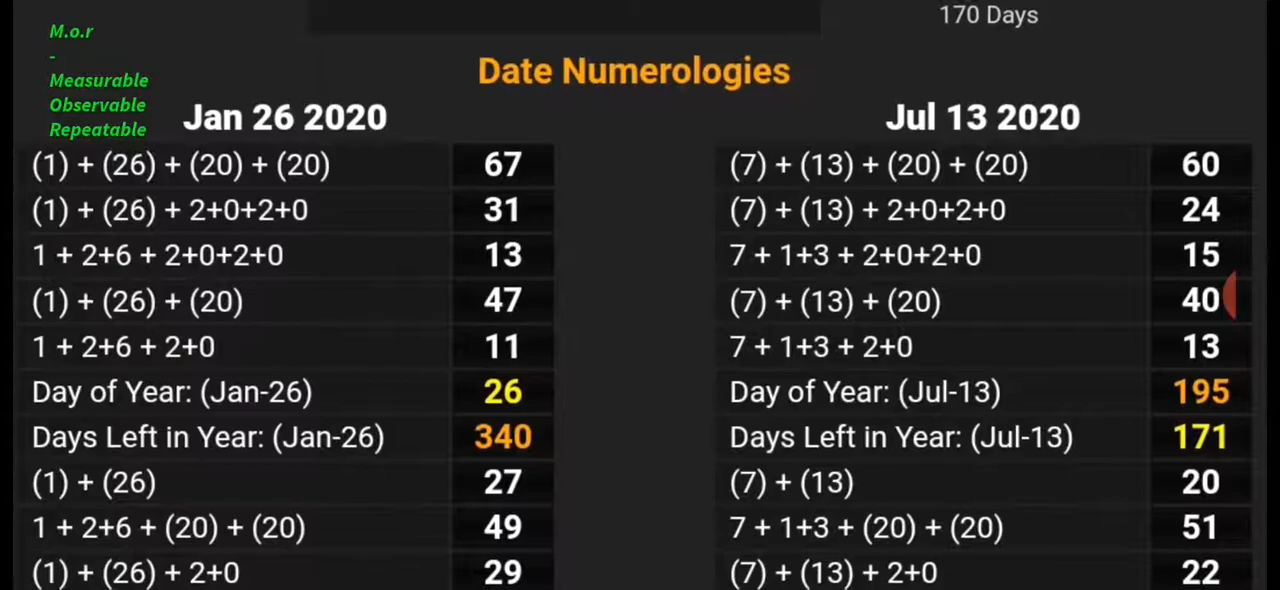 170 Days
M.o.r
-
Measurable
Observable
Repeatable
Date Numerologies
Jan 26 2020
(1) + (26) + (20) + (20) 67
(1) + (26) + 2+0+2+0 31
1 + 2+6 + 2+0+2+0 13
(1) + (26) + (20) 47
1 + 2+6 + 2+0 11
Day of Year: (Jan-26) 26
Days Left in Year: (Jan-26) 340
(1) + (26) 27
1 + 2+6 + (20) + (20) 49
(1) + (26) + 2+0 29
Jul 13 2020
(7) + (13) + (20) + (20) 60
(7) + (13) + 2+0+2+0 24
7 + 1+3 + 2+0+2+0 15
(7) + (13) + (20) 40
7 + 1+3 + 2+0 13
Day of Year: (Jul-13) 195
Days Left in Year: (Jul-13) 171
(7) + (13) 20
7 + 1+3 + (20) + (20) 51
(7) + (13) + 2+0 22